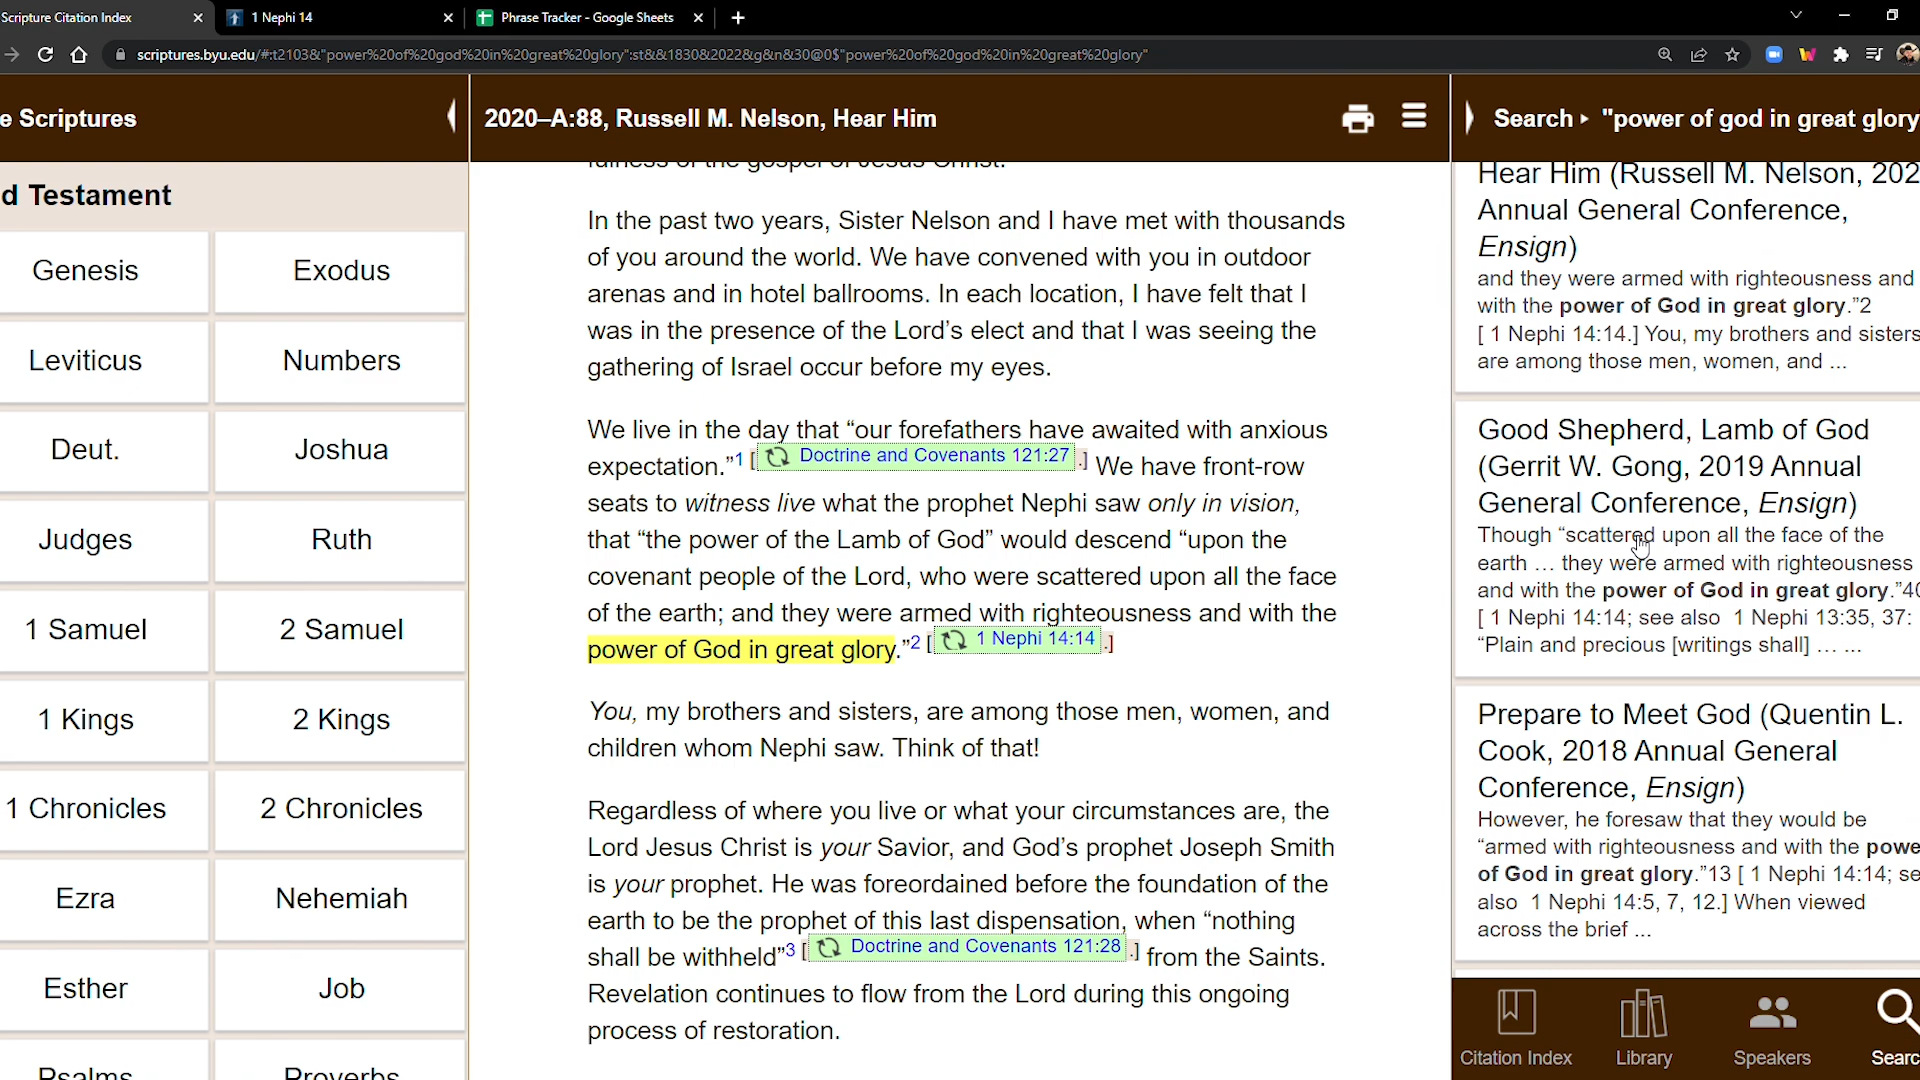 Scripture Citation Index
1 Nephi 14
Phrase Tracker - Google Sheets
scriptures.byu.edu/#:t2103&"power%20of%20god%20in%20great%20glory":st&&1830&2022&g&n&30@0$"power%20of%20god%20in%20great%20glory"
e Scriptures
2020–A:88, Russell M. Nelson, Hear Him
Search ▸ "power of god in great glory
d Testament
Genesis
Exodus
Leviticus
Numbers
Deut.
Joshua
Judges
Ruth
1 Samuel
2 Samuel
1 Kings
2 Kings
1 Chronicles
2 Chronicles
Ezra
Nehemiah
Esther
Job
Psalms
Proverbs
fulness of the gospel of Jesus Christ.
In the past two years, Sister Nelson and I have met with thousands
of you around the world. We have convened with you in outdoor
arenas and in hotel ballrooms. In each location, I have felt that I
was in the presence of the Lord’s elect and that I was seeing the
gathering of Israel occur before my eyes.
We live in the day that “our forefathers have awaited with anxious
expectation.”1 [ Doctrine and Covenants 121:27 .] We have front-row
seats to witness live what the prophet Nephi saw only in vision,
that “the power of the Lamb of God” would descend “upon the
covenant people of the Lord, who were scattered upon all the face
of the earth; and they were armed with righteousness and with the
power of God in great glory.”2 [ 1 Nephi 14:14 .]
You, my brothers and sisters, are among those men, women, and
children whom Nephi saw. Think of that!
Regardless of where you live or what your circumstances are, the
Lord Jesus Christ is your Savior, and God’s prophet Joseph Smith
is your prophet. He was foreordained before the foundation of the
earth to be the prophet of this last dispensation, when “nothing
shall be withheld”3 [ Doctrine and Covenants 121:28 .] from the Saints.
Revelation continues to flow from the Lord during this ongoing
process of restoration.
Hear Him (Russell M. Nelson, 202
Annual General Conference,
Ensign)
and they were armed with righteousness and
with the power of God in great glory.”2
[ 1 Nephi 14:14.] You, my brothers and sisters
are among those men, women, and ...
Good Shepherd, Lamb of God
(Gerrit W. Gong, 2019 Annual
General Conference, Ensign)
Though “scattered upon all the face of the
earth … they were armed with righteousness
and with the power of God in great glory.”40
[ 1 Nephi 14:14; see also 1 Nephi 13:35, 37:
“Plain and precious [writings shall] … ...
Prepare to Meet God (Quentin L.
Cook, 2018 Annual General
Conference, Ensign)
However, he foresaw that they would be
“armed with righteousness and with the powe
of God in great glory.”13 [ 1 Nephi 14:14; se
also 1 Nephi 14:5, 7, 12.] When viewed
across the brief ...
Citation Index
Library
Speakers
Searc